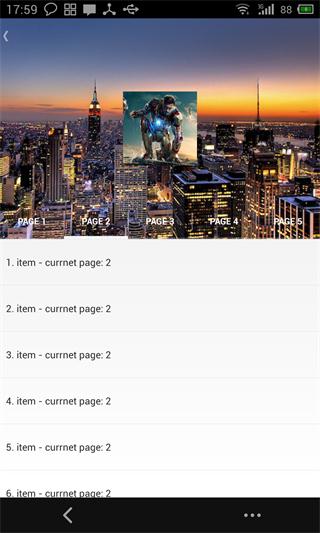 17:59 3G 88
PAGE 1 PAGE 2 PAGE 3 PAGE 4 PAGE 5
1. item - currnet page: 2
2. item - currnet page: 2
3. item - currnet page: 2
4. item - currnet page: 2
5. item - currnet page: 2
6. item - currnet page: 2